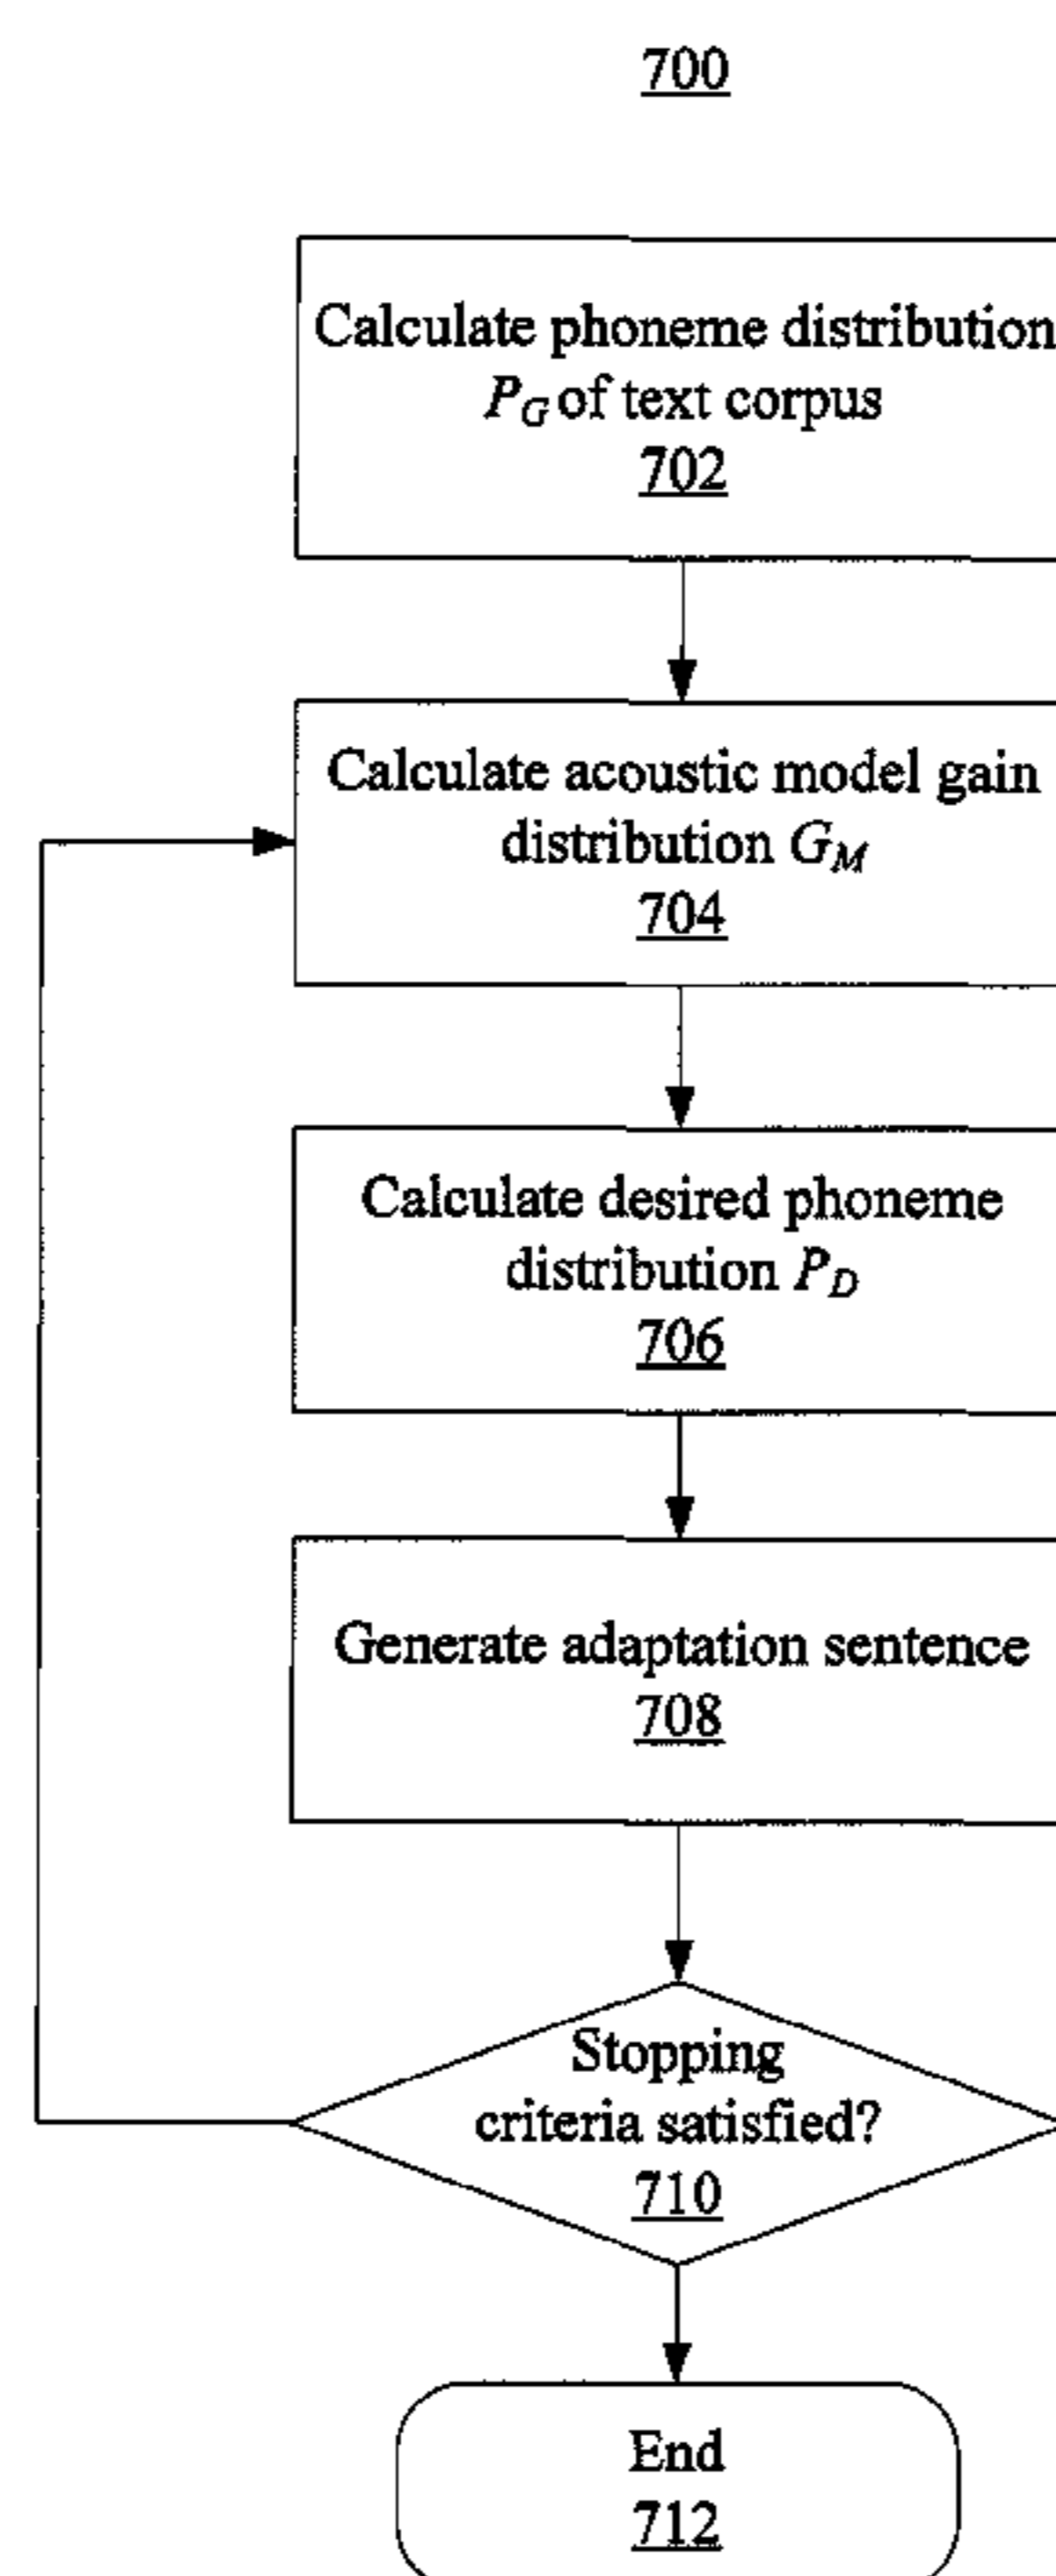 700
Calculate phoneme distribution
P_G of text corpus
702
Calculate acoustic model gain
distribution G_M
704
Calculate desired phoneme
distribution P_D
706
Generate adaptation sentence
708
Stopping
criteria satisfied?
710
End
712